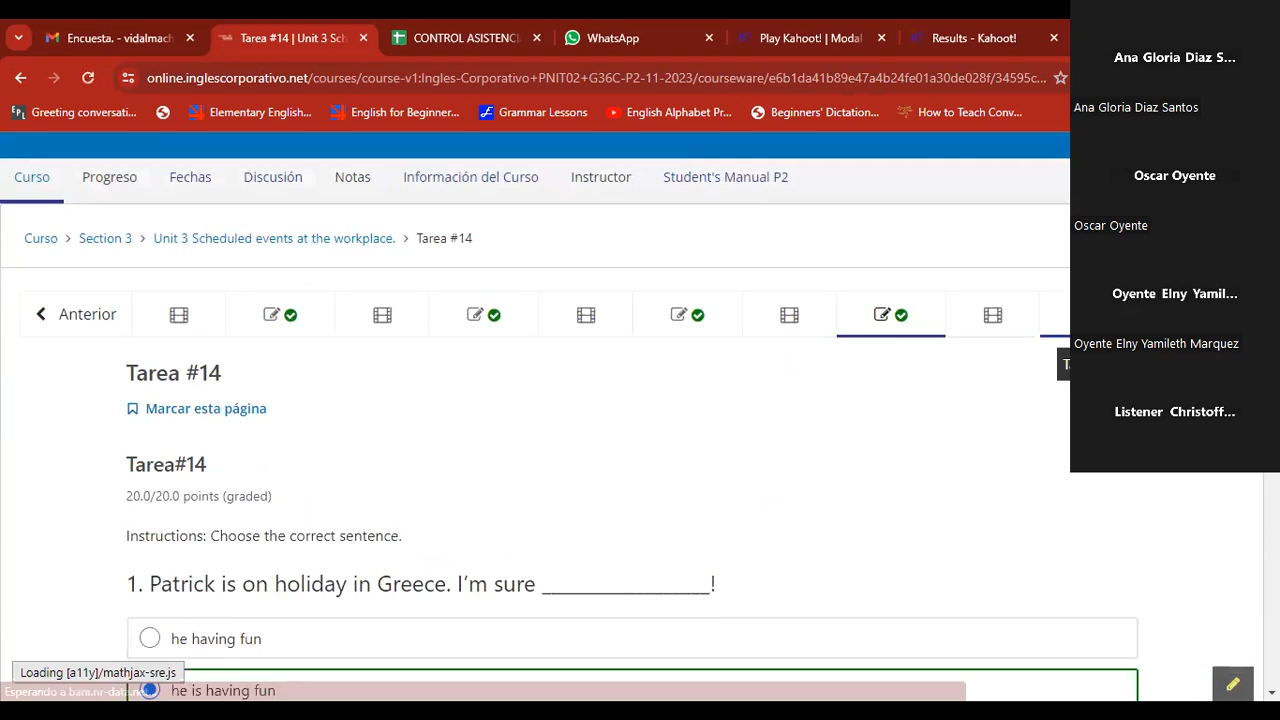 Encuesta. - vidalmach
Tarea #14 | Unit 3 Sch
CONTROL ASISTENCI
WhatsApp
Play Kahoot! | Modal
Results - Kahoot!
online.inglescorporativo.net/courses/course-v1:Ingles-Corporativo+PNIT02+G36C-P2-11-2023/courseware/e6b1da41b89e47a4b24fe01a30de028f/34595c...
Greeting conversati...
Elementary English...
English for Beginner...
Grammar Lessons
English Alphabet Pr...
Beginners' Dictation...
How to Teach Conv...
Curso
Progreso
Fechas
Discusión
Notas
Información del Curso
Instructor
Student's Manual P2
Curso > Section 3 > Unit 3 Scheduled events at the workplace. > Tarea #14
Anterior
Tarea #14
Marcar esta página
Tarea#14
20.0/20.0 points (graded)
Instructions: Choose the correct sentence.
1. Patrick is on holiday in Greece. I'm sure __________________!
he having fun
he is having fun
Loading [a11y]/mathjax-sre.js
Esperando a bam.nr-data.ne
Ana Gloria Diaz S...
Ana Gloria Diaz Santos
Oscar Oyente
Oscar Oyente
Oyente Elny Yamil...
Oyente Elny Yamileth Marquez
Listener Christoff...